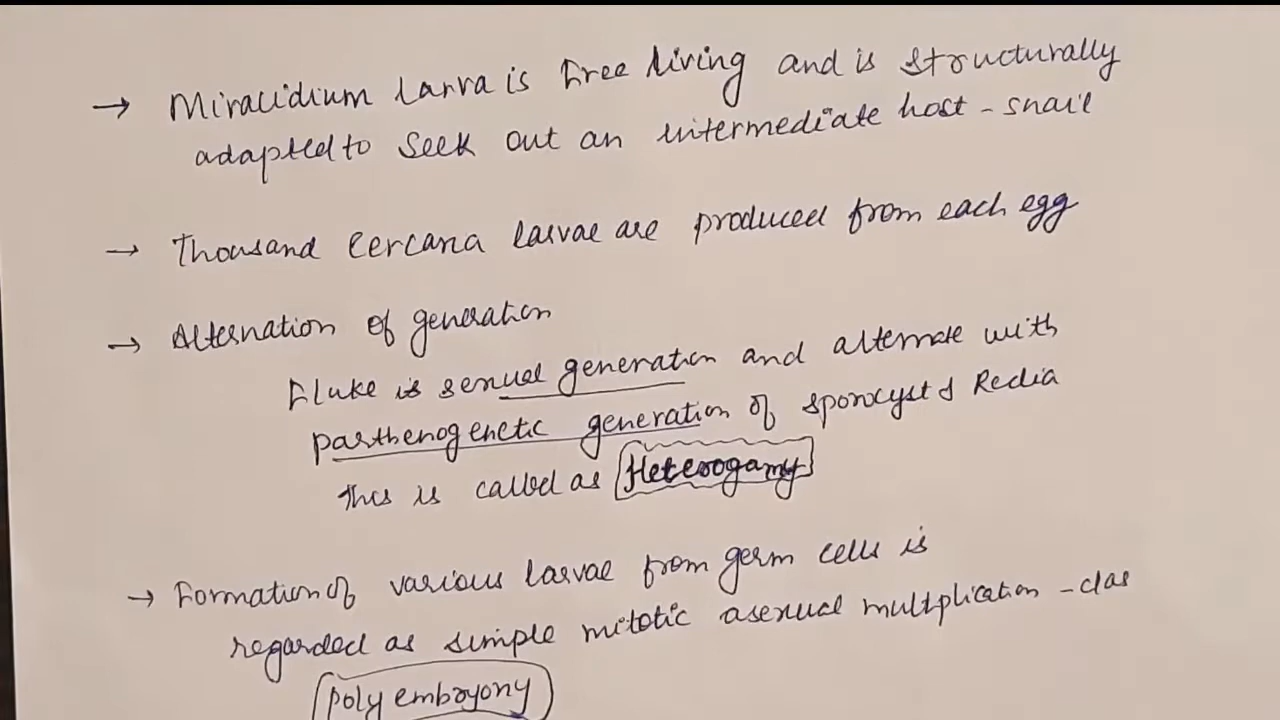 → Miracidium larva is Free living and is structurally
adapted to seek out an intermediate host - snail
→ Thousand Cercaria larvae are produced from each egg
→ Alternation of generation
Fluke is sexual generation and alternate with
parthenogenetic generation of sporocyst & Redia
This is called as Heterogamy
→ Formation of various larvae from germ cells is
regarded as simple mitotic asexual multiplication - clas
poly embryony